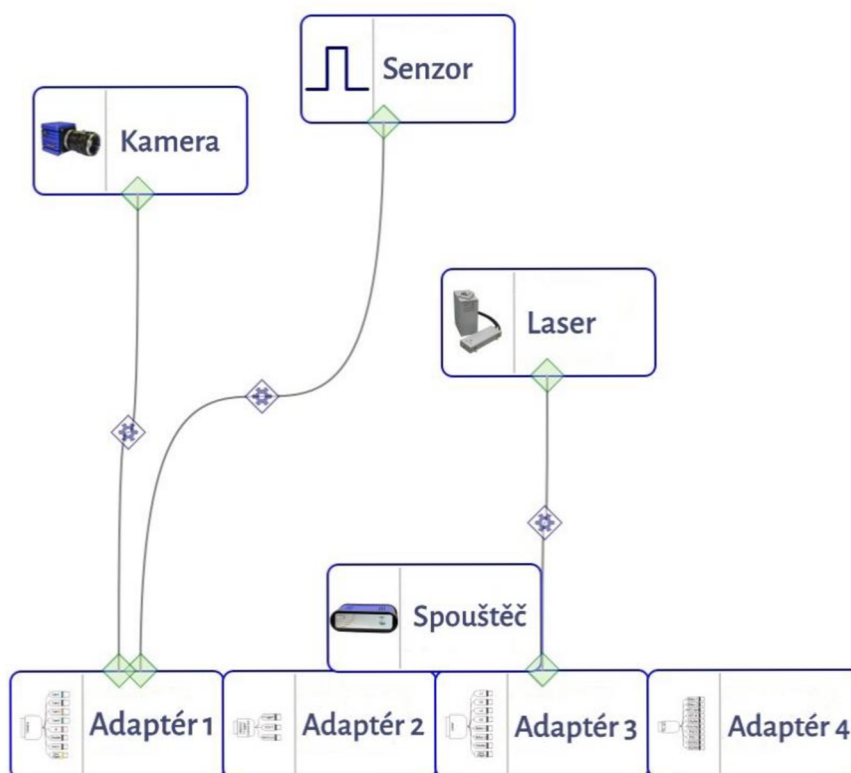 Senzor
Kamera
Laser
Spouštěč
Adaptér 1
Adaptér 2
Adaptér 3
Adaptér 4